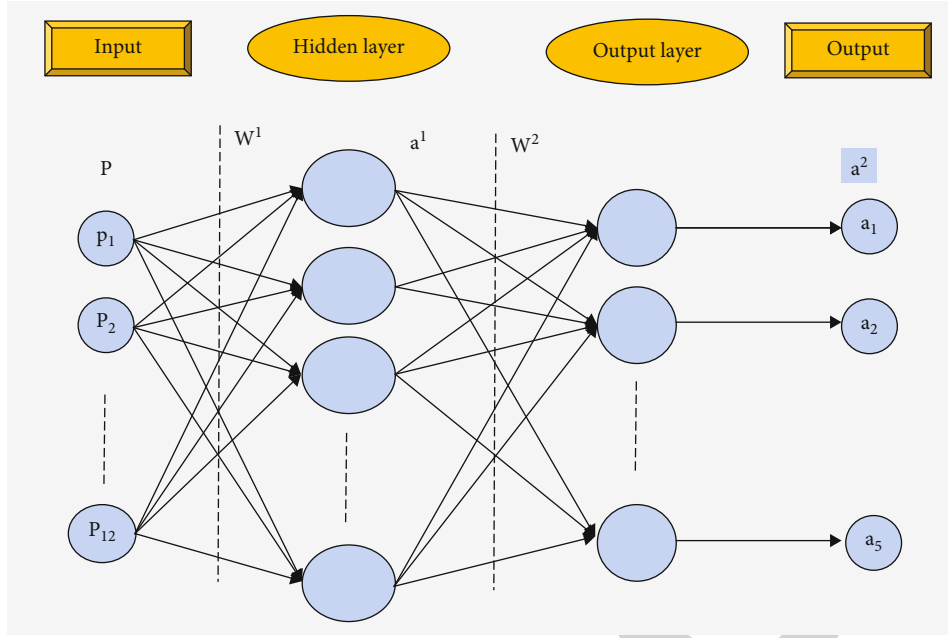 Input
Hidden layer
Output layer
Output
W¹
a¹
W²
P
a²
p₁
a₁
P₂
a₂
P₁₂
a₅